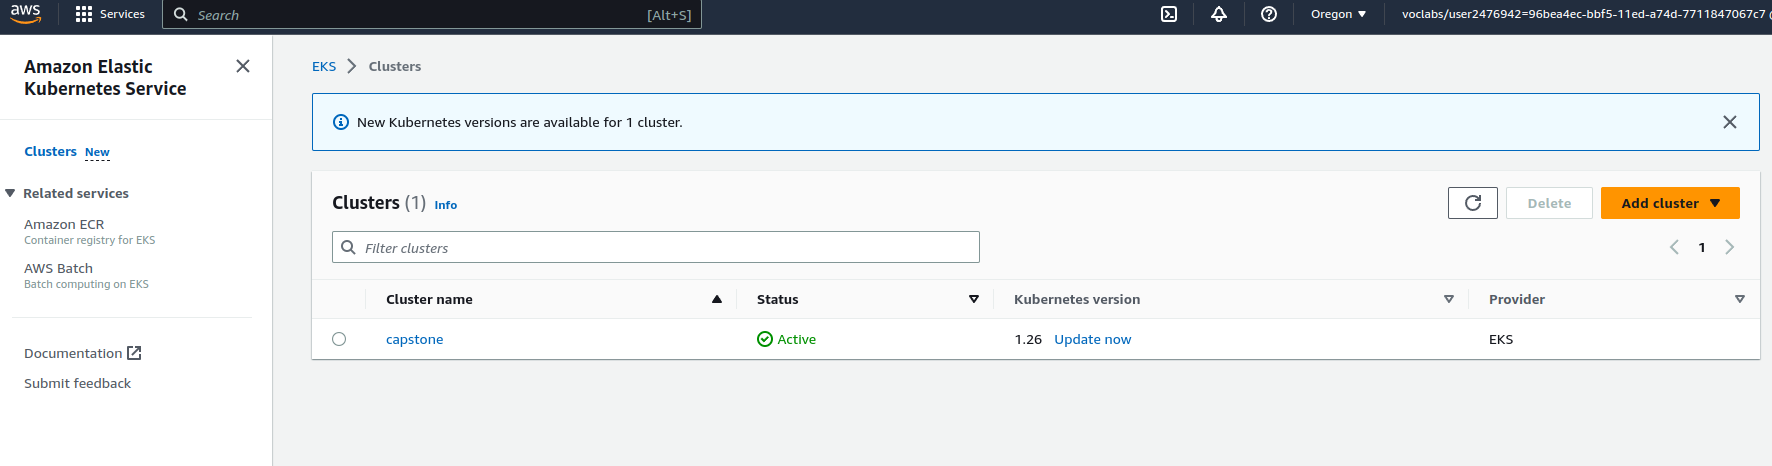 aws
Services
Search [Alt+S]
Oregon
voclabs/user2476942=96bea4ec-bbf5-11ed-a74d-7711847067c7
Amazon Elastic
Kubernetes Service
Clusters New
Related services
Amazon ECR
Container registry for EKS
AWS Batch
Batch computing on EKS
Documentation
Submit feedback
EKS Clusters
New Kubernetes versions are available for 1 cluster.
Clusters (1) Info
Delete
Add cluster
Filter clusters
1
Cluster name Status Kubernetes version Provider
capstone Active 1.26 Update now EKS